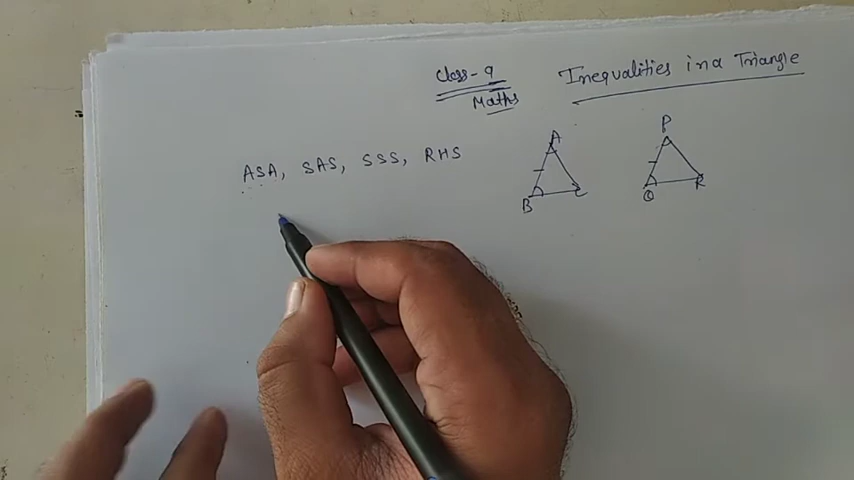 Class-9
Maths
Inequalities in a Triangle
ASA, SAS, SSS, RHS
A
B
C
P
Q
R